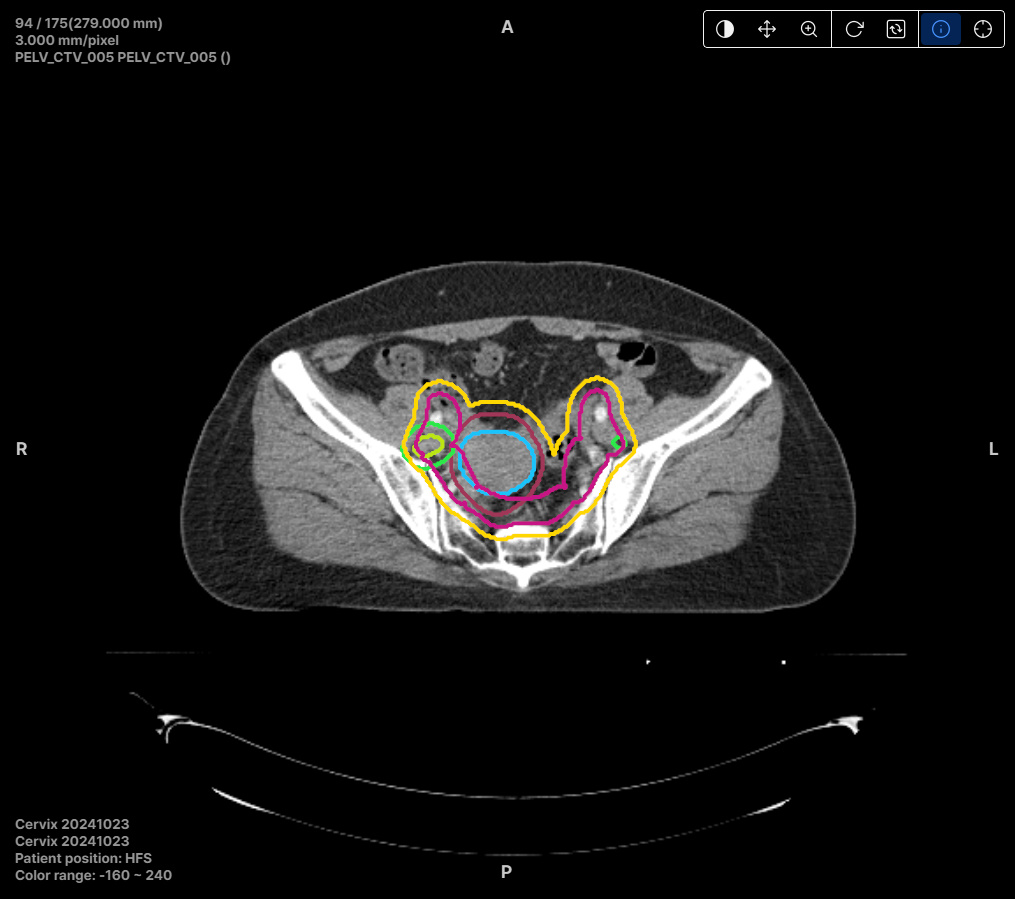 94 / 175(279.000 mm)
3.000 mm/pixel
PELV_CTV_005 PELV_CTV_005 ()
A
R
L
Cervix 20241023
Cervix 20241023
Patient position: HFS
Color range: -160 ~ 240
P